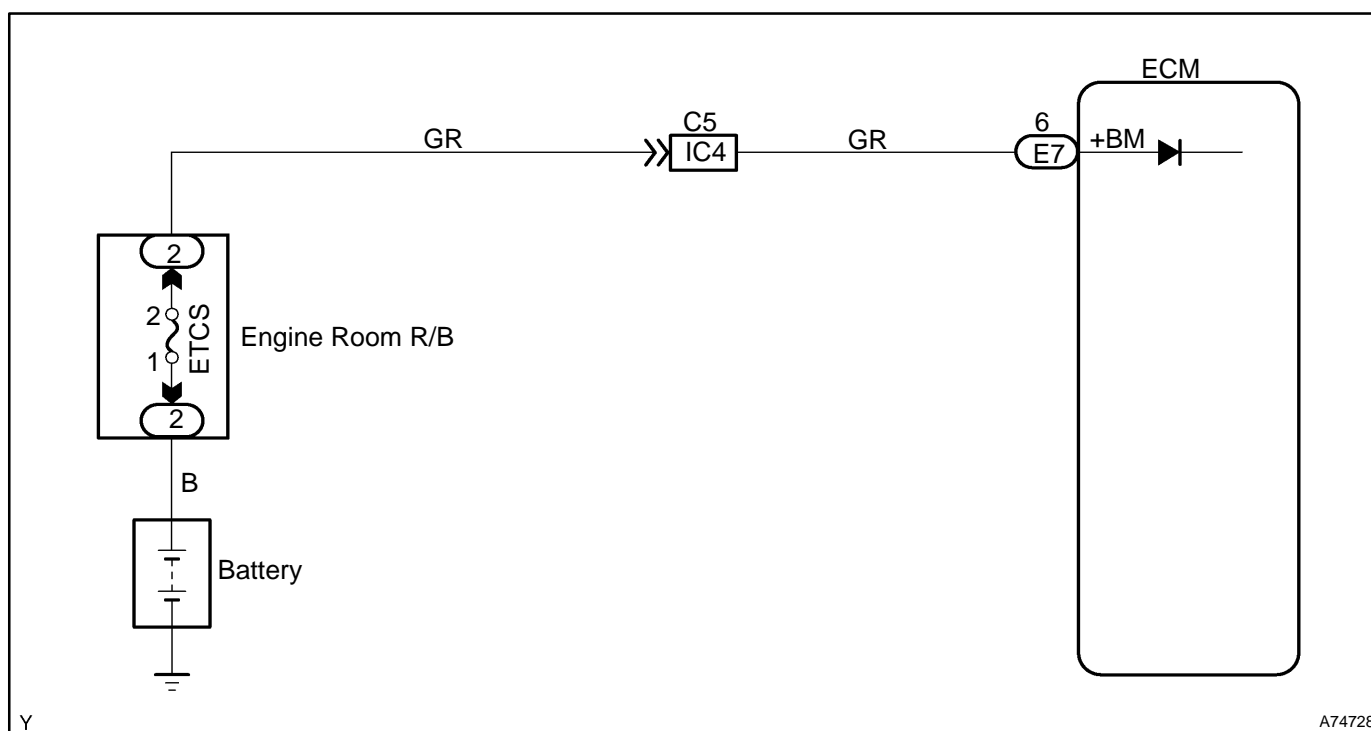 ECM
C5
6
GR
IC4
GR
E7
+BM
2
2
ETCS
1
Engine Room R/B
2
B
Battery
Y
A74728